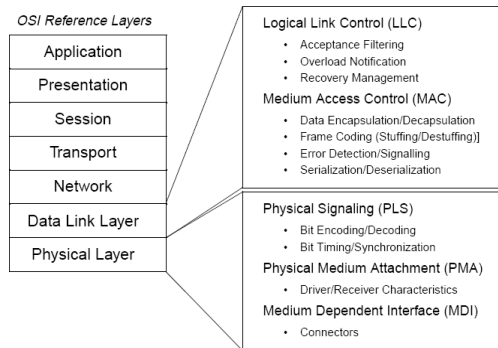 OSI Reference Layers
Application
Presentation
Session
Transport
Network
Data Link Layer
Physical Layer
Logical Link Control (LLC)
• Acceptance Filtering
• Overload Notification
• Recovery Management
Medium Access Control (MAC)
• Data Encapsulation/Decapsulation
• Frame Coding (Stuffing/Destuffing)]
• Error Detection/Signalling
• Serialization/Deserialization
Physical Signaling (PLS)
• Bit Encoding/Decoding
• Bit Timing/Synchronization
Physical Medium Attachment (PMA)
• Driver/Receiver Characteristics
Medium Dependent Interface (MDI)
• Connectors